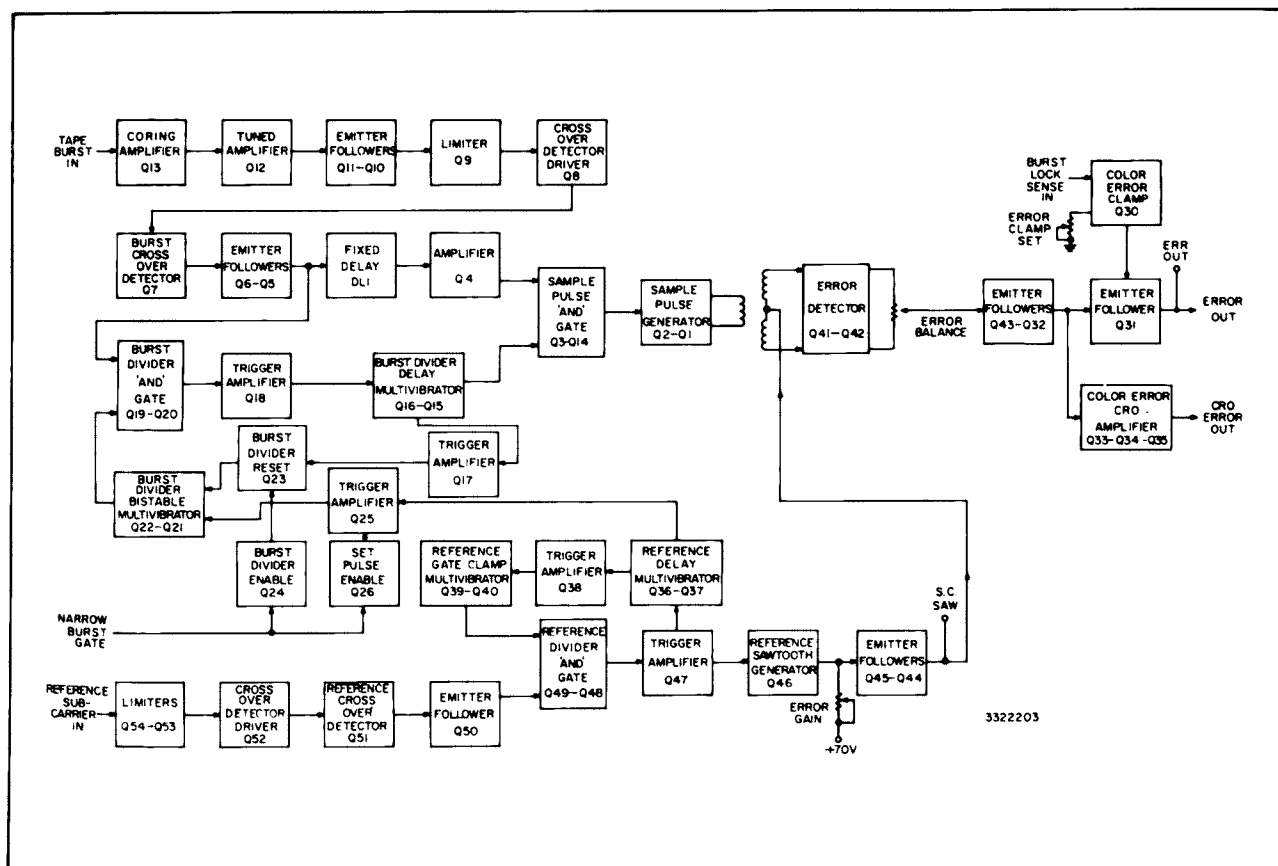 TAPE
BURST
IN
CORING
AMPLIFIER
Q13
TUNED
AMPLIFIER
Q12
EMITTER
FOLLOWERS
Q11-Q10
LIMITER
Q9
CROSS
OVER
DETECTOR
DRIVER
Q8
BURST
CROSS
OVER
DETECTOR
Q7
EMITTER
FOLLOWERS
Q6-Q5
FIXED
DELAY
DL1
AMPLIFIER
Q4
SAMPLE
PULSE
'AND'
GATE
Q3-Q14
SAMPLE
PULSE
GENERATOR
Q2-Q1
ERROR
DETECTOR
Q41-Q42
ERROR
BALANCE
EMITTER
FOLLOWERS
Q43-Q32
BURST
LOCK
SENSE
IN
COLOR
ERROR
CLAMP
Q30
ERROR
CLAMP
SET
ERR
OUT
EMITTER
FOLLOWER
Q31
ERROR
OUT
COLOR ERROR
CRO
AMPLIFIER
Q33-Q34-Q35
CRO
ERROR
OUT
BURST
DIVIDER
'AND'
GATE
Q19-Q20
TRIGGER
AMPLIFIER
Q18
BURST DIVIDER
DELAY
MULTIVIBRATOR
Q16-Q15
BURST
DIVIDER
RESET
Q23
TRIGGER
AMPLIFIER
Q17
BURST
DIVIDER
BISTABLE
MULTIVIBRATOR
Q22-Q21
TRIGGER
AMPLIFIER
Q25
BURST
DIVIDER
ENABLE
Q24
SET
PULSE
ENABLE
Q26
REFERENCE
GATE CLAMP
MULTIVIBRATOR
Q39-Q40
TRIGGER
AMPLIFIER
Q38
REFERENCE
DELAY
MULTIVIBRATOR
Q36-Q37
NARROW
BURST
GATE
REFERENCE
DIVIDER
'AND'
GATE
Q49-Q48
TRIGGER
AMPLIFIER
Q47
REFERENCE
SAWTOOTH
GENERATOR
Q46
EMITTER
FOLLOWERS
Q45-Q44
S.C.
SAW
REFERENCE
SUB-
CARRIER
IN
LIMITERS
Q54-Q53
CROSS
OVER
DETECTOR
DRIVER
Q52
REFERENCE
CROSS
OVER
DETECTOR
Q51
EMITTER
FOLLOWER
Q50
ERROR
GAIN
+70V
3322203